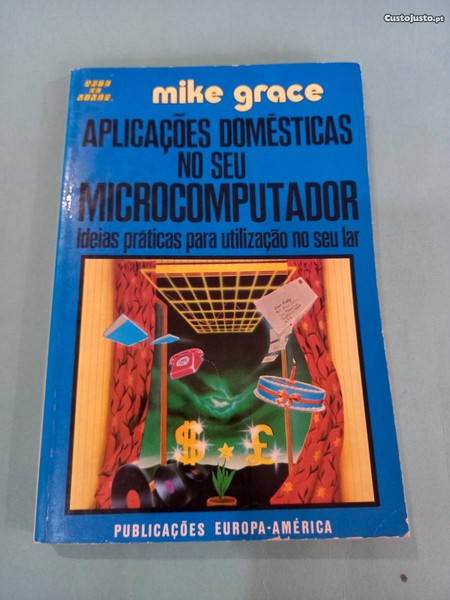 CustoJusto.pt
mike grace
APLICAÇÕES DOMÉSTICAS
NO SEU
MICROCOMPUTADOR
Ideias práticas para utilização no seu lar
$ £
PUBLICAÇÕES EUROPA-AMÉRICA